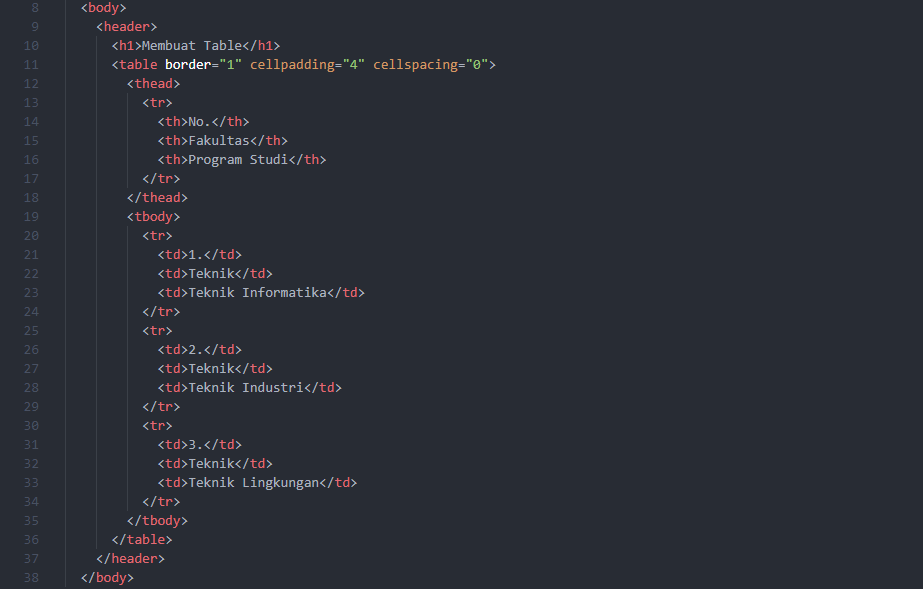 8 <body>
9 <header>
10 <h1>Membuat Table</h1>
11 <table border="1" cellpadding="4" cellspacing="0">
12 <thead>
13 <tr>
14 <th>No.</th>
15 <th>Fakultas</th>
16 <th>Program Studi</th>
17 </tr>
18 </thead>
19 <tbody>
20 <tr>
21 <td>1.</td>
22 <td>Teknik</td>
23 <td>Teknik Informatika</td>
24 </tr>
25 <tr>
26 <td>2.</td>
27 <td>Teknik</td>
28 <td>Teknik Industri</td>
29 </tr>
30 <tr>
31 <td>3.</td>
32 <td>Teknik</td>
33 <td>Teknik Lingkungan</td>
34 </tr>
35 </tbody>
36 </table>
37 </header>
38 </body>